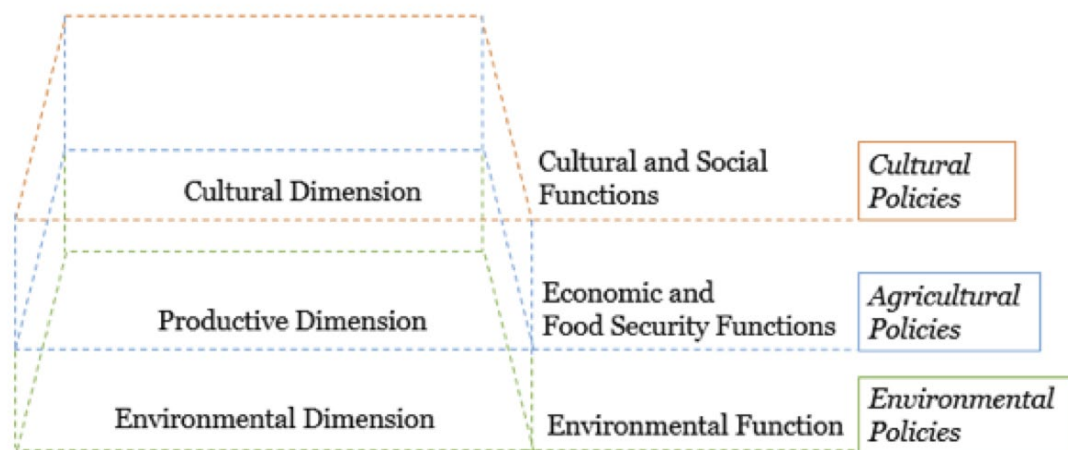 Cultural Dimension
Cultural and Social
Functions
Cultural
Policies
Productive Dimension
Economic and
Food Security Functions
Agricultural
Policies
Environmental Dimension
Environmental Function
Environmental
Policies